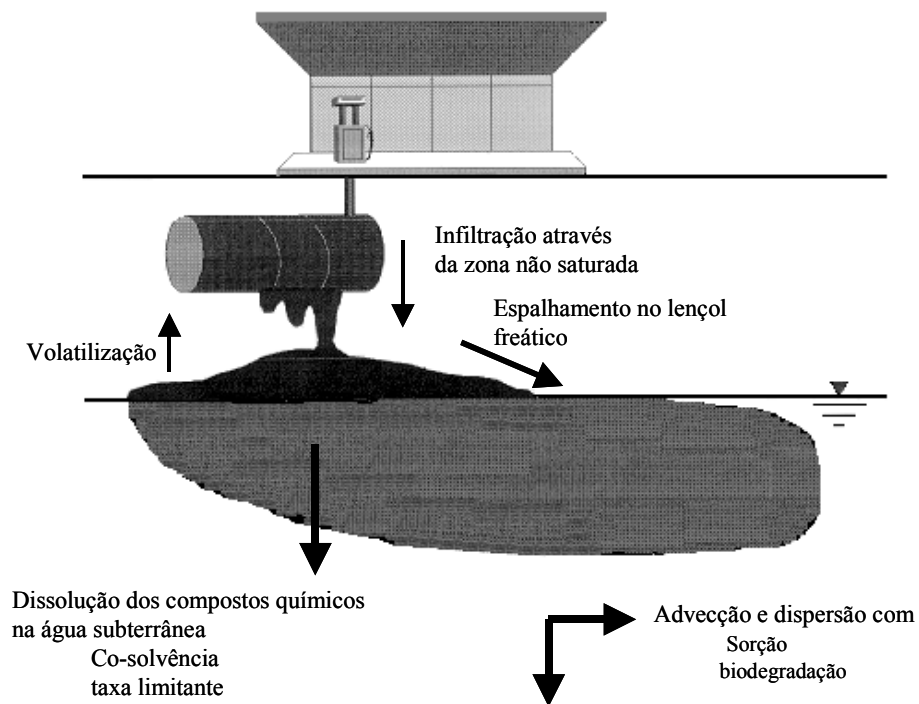 Infiltração através
da zona não saturada
Espalhamento no lençol
freático
Volatilização
Dissolução dos compostos químicos
na água subterrânea
Co-solvência
taxa limitante
Advecção e dispersão com
Sorção
biodegradação